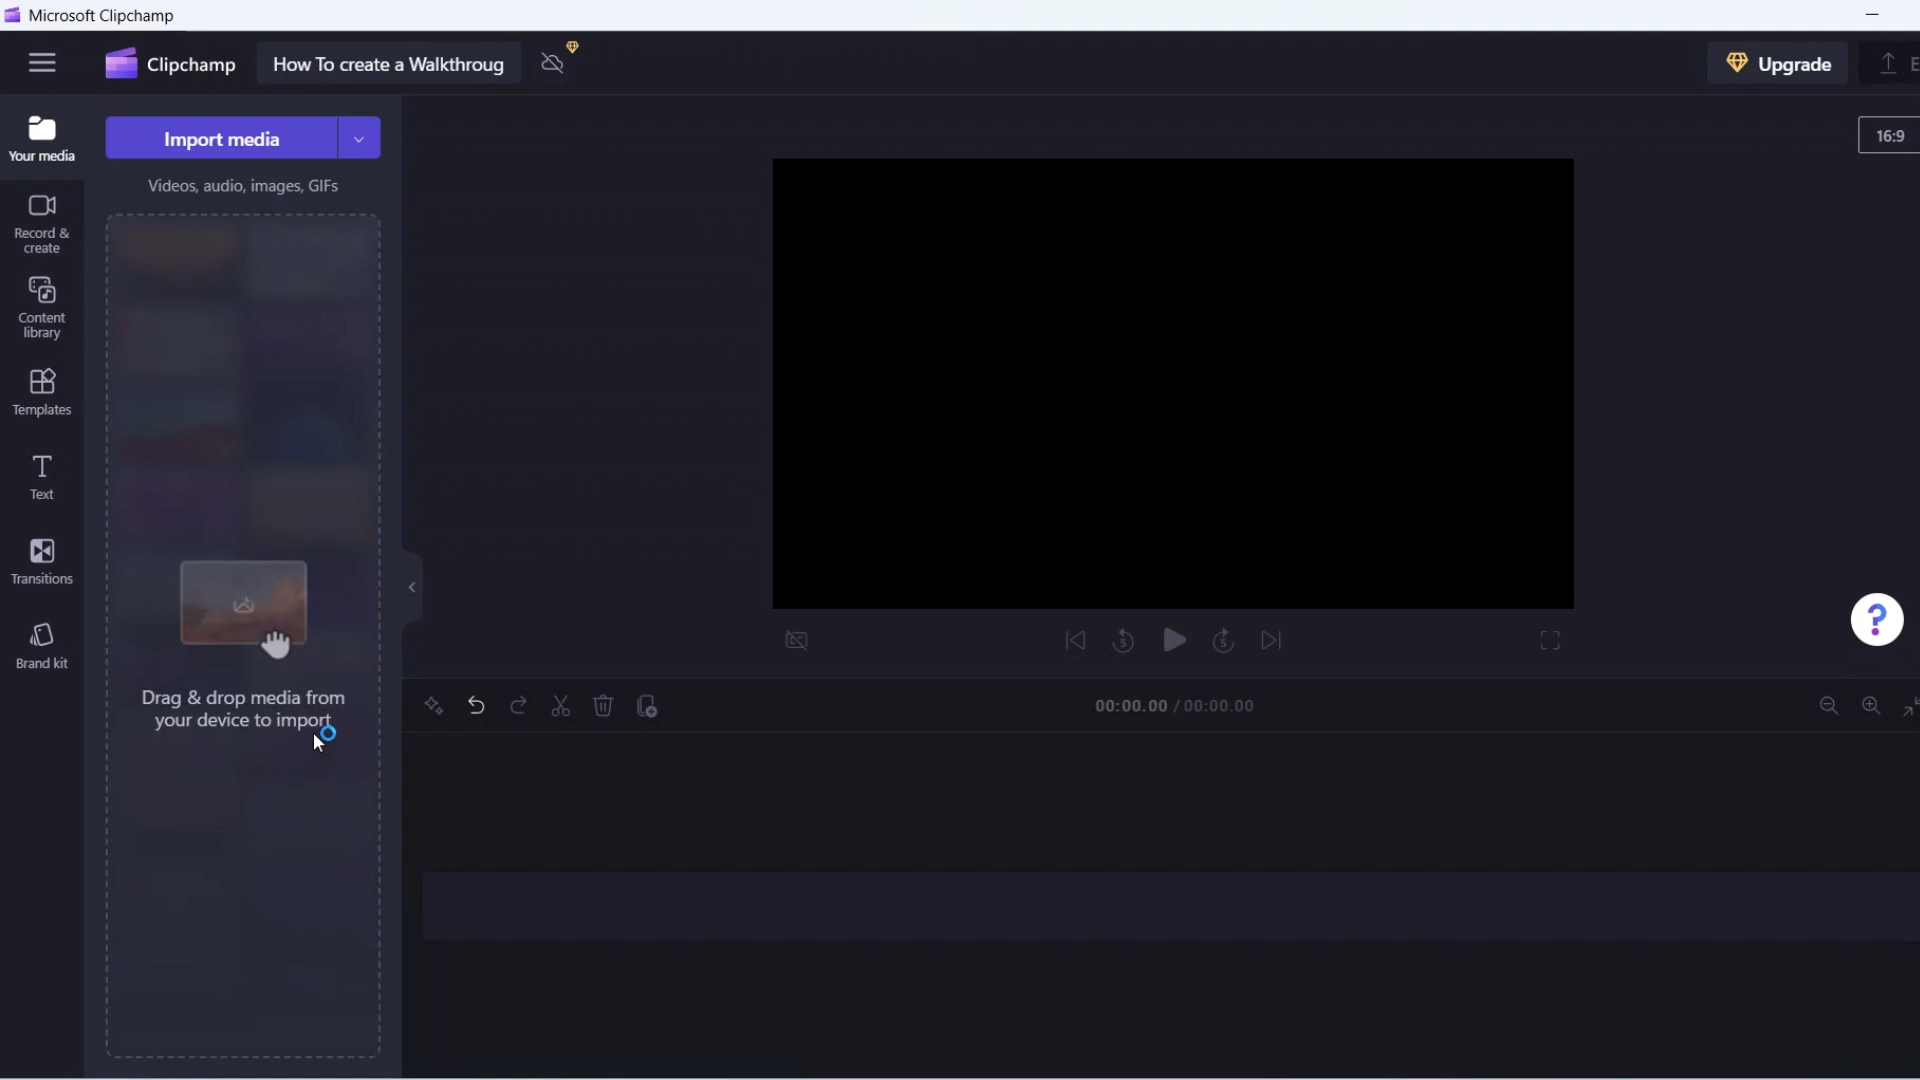 Microsoft Clipchamp
Clipchamp
How To create a Walkthroug
Upgrade
E
Your media
Import media
16:9
Videos, audio, images, GIFs
Record &
create
Content
library
Templates
Text
Transitions
Brand kit
Drag & drop media from
your device to import
5
5
?
00:00.00 / 00:00.00